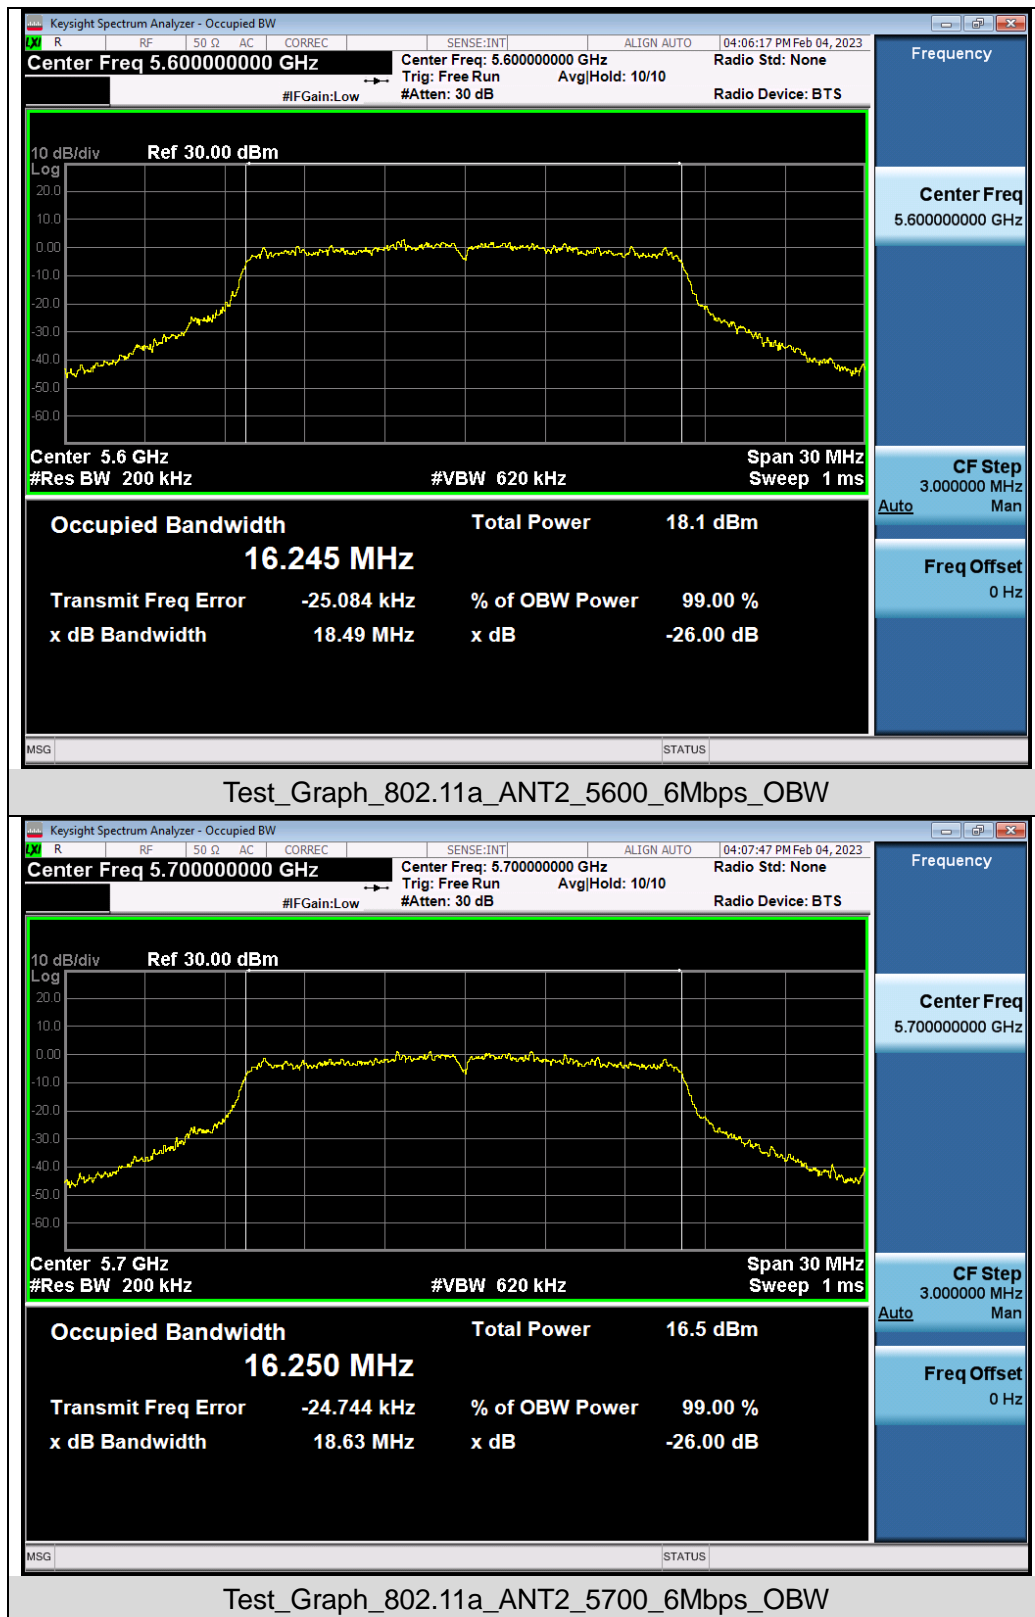 Keysight Spectrum Analyzer - Occupied BW
LXI R RF 50 Ω AC CORREC SENSE:INT ALIGN AUTO 04:06:17 PM Feb 04, 2023
Center Freq 5.600000000 GHz
Center Freq: 5.600000000 GHz
Radio Std: None
Trig: Free Run Avg|Hold: 10/10
#IFGain:Low
#Atten: 30 dB
Radio Device: BTS
Frequency
10 dB/div Ref 30.00 dBm
Log
20.0
10.0
0.00
-10.0
-20.0
-30.0
-40.0
-50.0
-60.0
Center Freq
5.600000000 GHz
Center 5.6 GHz Span 30 MHz
#Res BW 200 kHz #VBW 620 kHz Sweep 1 ms
CF Step
3.000000 MHz
Auto Man
Occupied Bandwidth Total Power 18.1 dBm
16.245 MHz
Freq Offset
0 Hz
Transmit Freq Error -25.084 kHz % of OBW Power 99.00 %
x dB Bandwidth 18.49 MHz x dB -26.00 dB
MSG STATUS
Test_Graph_802.11a_ANT2_5600_6Mbps_OBW
Keysight Spectrum Analyzer - Occupied BW
LXI R RF 50 Ω AC CORREC SENSE:INT ALIGN AUTO 04:07:47 PM Feb 04, 2023
Center Freq 5.700000000 GHz
Center Freq: 5.700000000 GHz
Radio Std: None
Trig: Free Run Avg|Hold: 10/10
#IFGain:Low
#Atten: 30 dB
Radio Device: BTS
Frequency
10 dB/div Ref 30.00 dBm
Log
20.0
10.0
0.00
-10.0
-20.0
-30.0
-40.0
-50.0
-60.0
Center Freq
5.700000000 GHz
Center 5.7 GHz Span 30 MHz
#Res BW 200 kHz #VBW 620 kHz Sweep 1 ms
CF Step
3.000000 MHz
Auto Man
Occupied Bandwidth Total Power 16.5 dBm
16.250 MHz
Freq Offset
0 Hz
Transmit Freq Error -24.744 kHz % of OBW Power 99.00 %
x dB Bandwidth 18.63 MHz x dB -26.00 dB
MSG STATUS
Test_Graph_802.11a_ANT2_5700_6Mbps_OBW